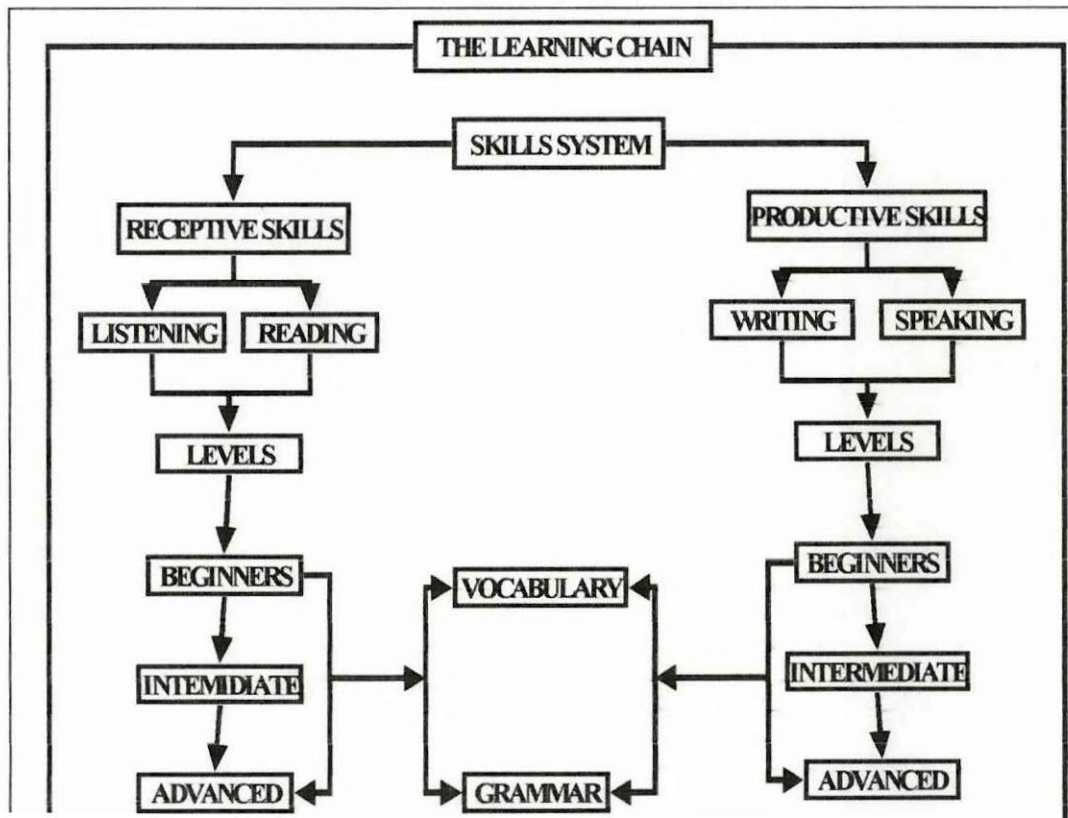 THE LEARNING CHAIN
SKILLS SYSTEM
RECEPTIVE SKILLS
PRODUCTIVE SKILLS
LISTENING
READING
WRITING
SPEAKING
LEVELS
LEVELS
BEGINNERS
VOCABULARY
BEGINNERS
INTEMIDIATE
INTERMEDIATE
ADVANCED
GRAMMAR
ADVANCED